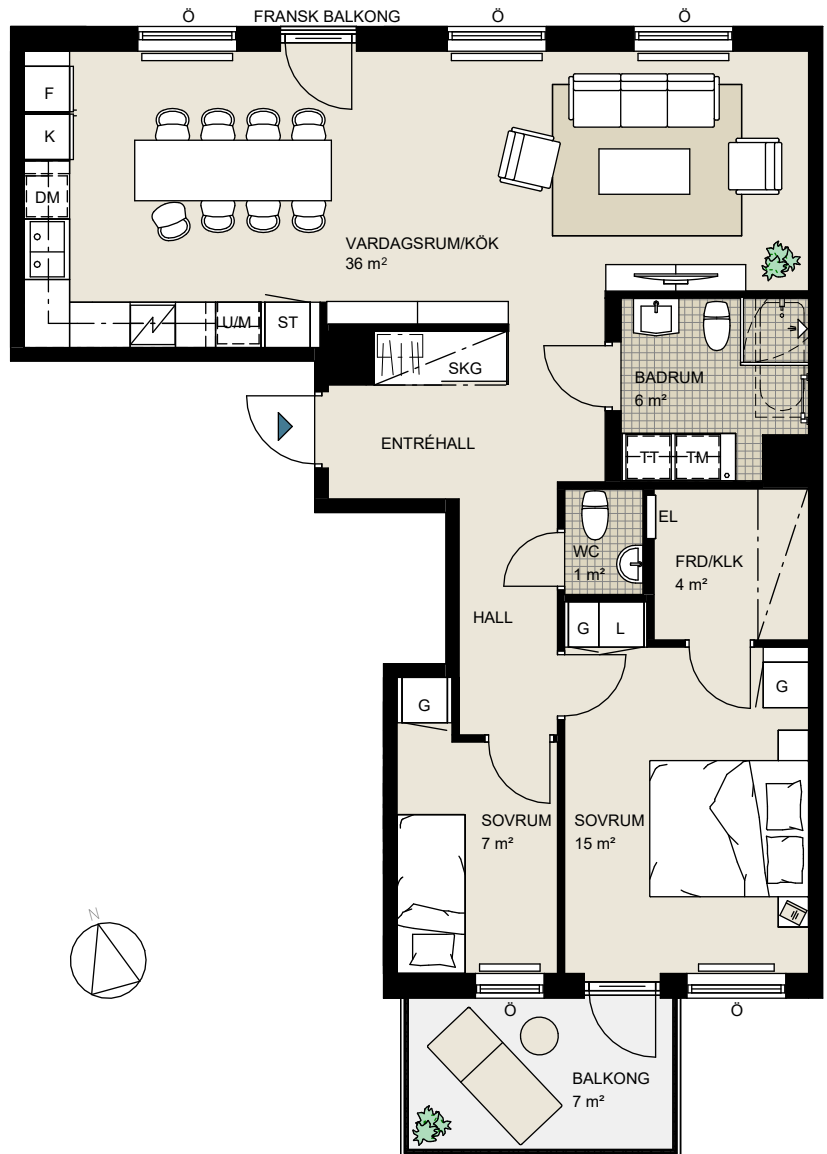 Ö
FRANSK BALKONG
Ö
Ö
F
K
DM
VARDAGSRUM/KÖK
36 m²
U/M
ST
SKG
BADRUM
6 m²
ENTRÉHALL
TT
TM
EL
WC
1 m²
FRD/KLK
4 m²
HALL
G
L
G
G
SOVRUM
7 m²
SOVRUM
15 m²
N
Ö
Ö
BALKONG
7 m²